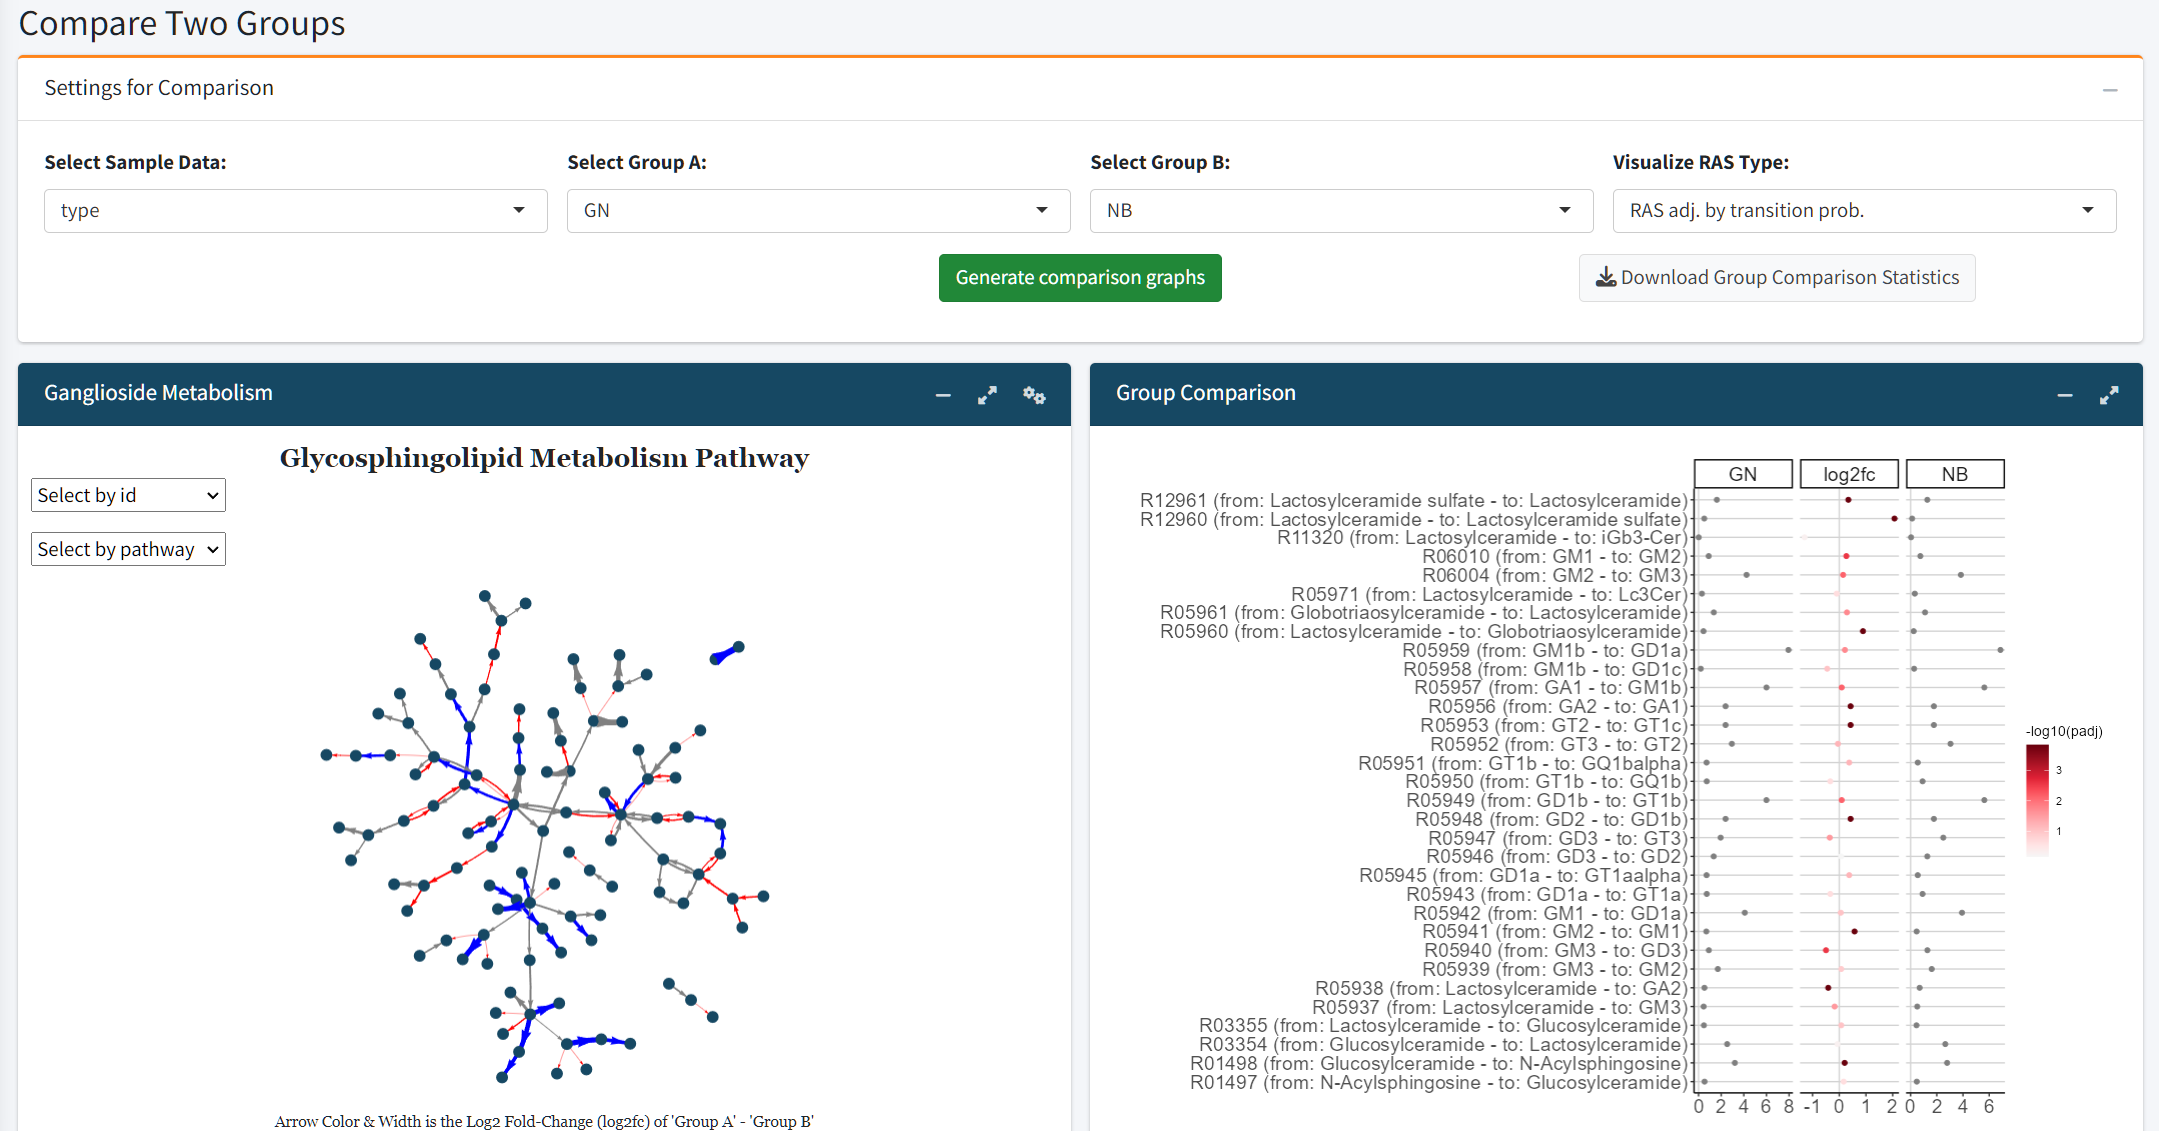 Compare Two Groups
Settings for Comparison
Select Sample Data: Select Group A: Select Group B: Visualize RAS Type:
type GN NB RAS adj. by transition prob.
Generate comparison graphs Download Group Comparison Statistics
Ganglioside Metabolism
Glycosphingolipid Metabolism Pathway
Select by id
Select by pathway
Arrow Color & Width is the Log2 Fold-Change (log2fc) of 'Group A' - 'Group B'
Group Comparison
GN log2fc NB
R12961 (from: Lactosylceramide sulfate - to: Lactosylceramide)
R12960 (from: Lactosylceramide - to: Lactosylceramide sulfate)
R11320 (from: Lactosylceramide - to: iGb3-Cer)
R06010 (from: GM1 - to: GM2)
R06004 (from: GM2 - to: GM3)
R05971 (from: Lactosylceramide - to: Lc3Cer)
R05961 (from: Globotriaosylceramide - to: Lactosylceramide)
R05960 (from: Lactosylceramide - to: Globotriaosylceramide)
R05959 (from: GM1b - to: GD1a)
R05958 (from: GM1b - to: GD1c)
R05957 (from: GA1 - to: GM1b)
R05956 (from: GA2 - to: GA1)
R05953 (from: GT2 - to: GT1c)
R05952 (from: GT3 - to: GT2)
R05951 (from: GT1b - to: GQ1balpha)
R05950 (from: GT1b - to: GQ1b)
R05949 (from: GD1b - to: GT1b)
R05948 (from: GD2 - to: GD1b)
R05947 (from: GD3 - to: GT3)
R05946 (from: GD3 - to: GD2)
R05945 (from: GD1a - to: GT1aalpha)
R05943 (from: GD1a - to: GT1a)
R05942 (from: GM1 - to: GD1a)
R05941 (from: GM2 - to: GM1)
R05940 (from: GM3 - to: GD3)
R05939 (from: GM3 - to: GM2)
R05938 (from: Lactosylceramide - to: GA2)
R05937 (from: Lactosylceramide - to: GM3)
R03355 (from: Lactosylceramide - to: Glucosylceramide)
R03354 (from: Glucosylceramide - to: Lactosylceramide)
R01498 (from: Glucosylceramide - to: N-Acylsphingosine)
R01497 (from: N-Acylsphingosine - to: Glucosylceramide)
0 2 4 6 8 -1 0 1 2 0 2 4 6
-log10(padj)
3
2
1